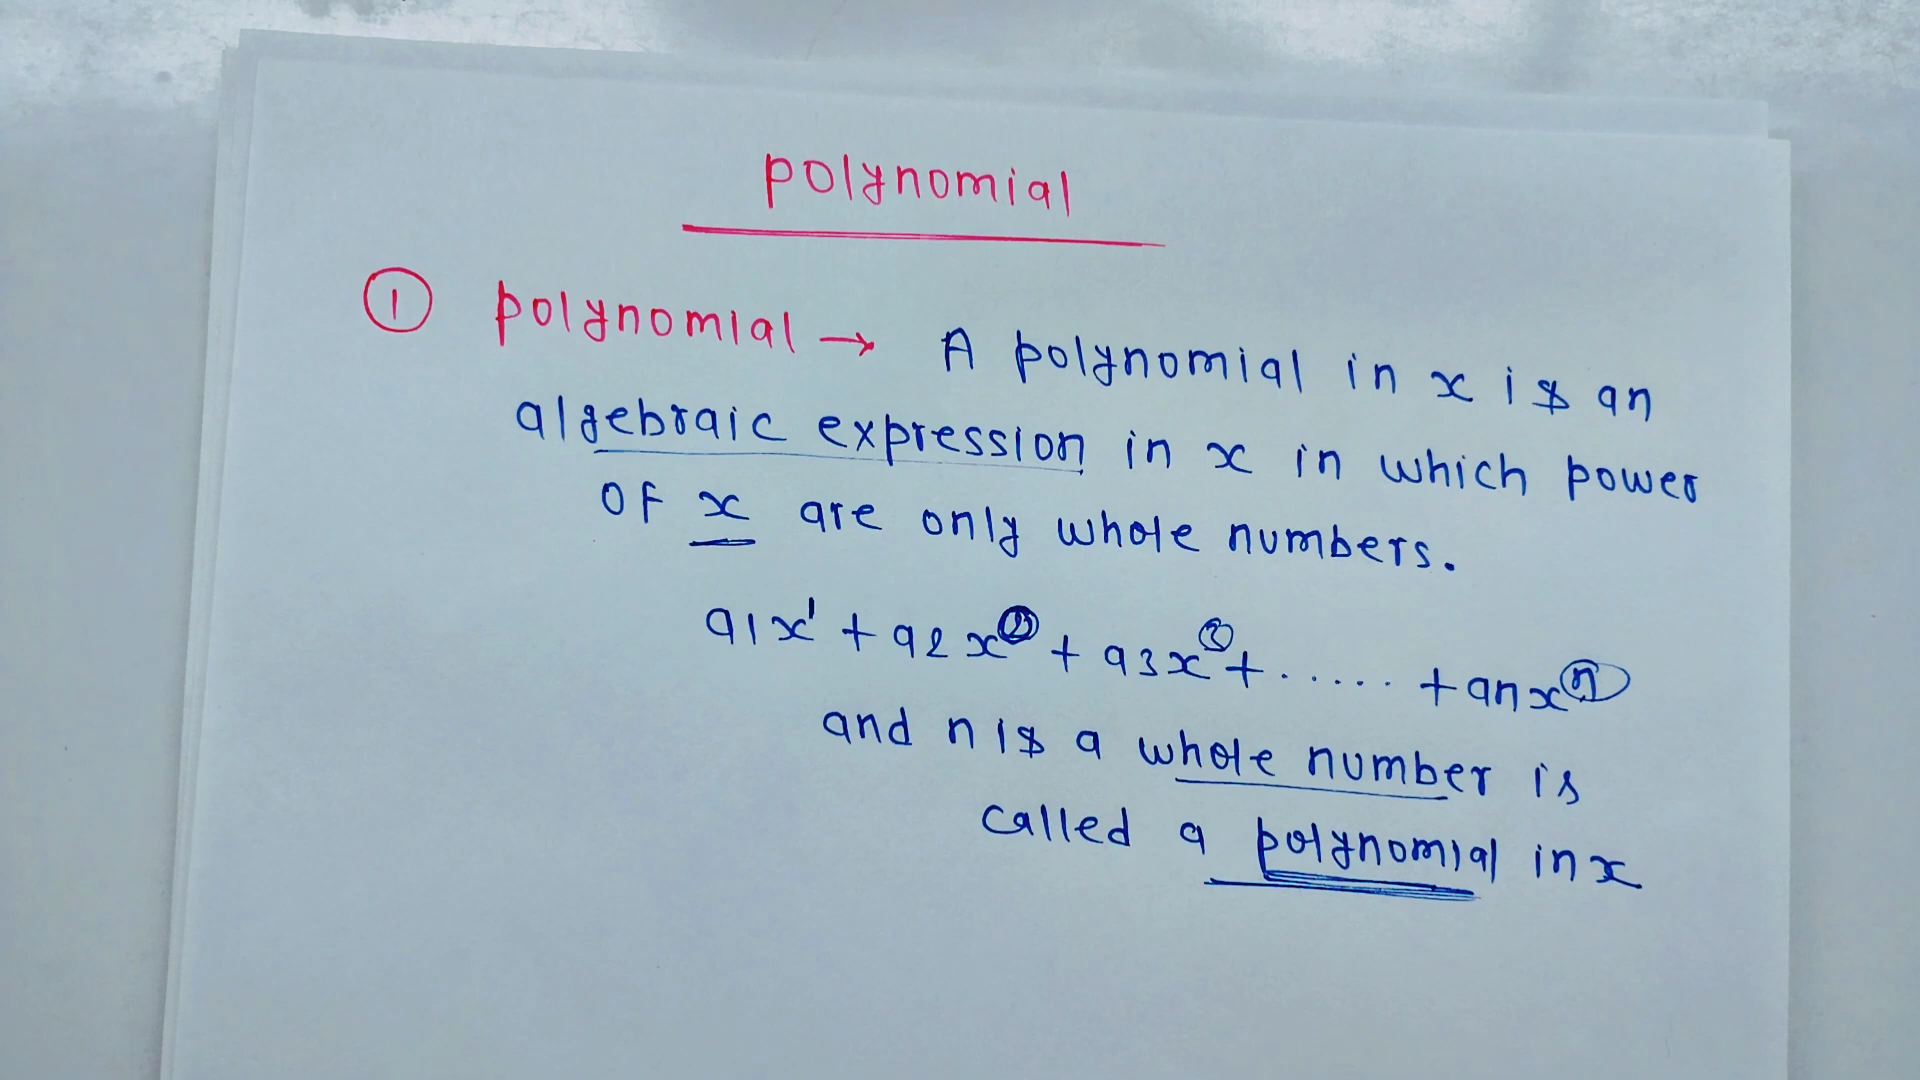 polynomial
① polynomial → A polynomial in x is an
algebraic expression in x in which power
of x are only whole numbers.
a1x¹ + a2x² + a3x³ + ...... + anxⁿ
and n is a whole number is
called a polynomial in x